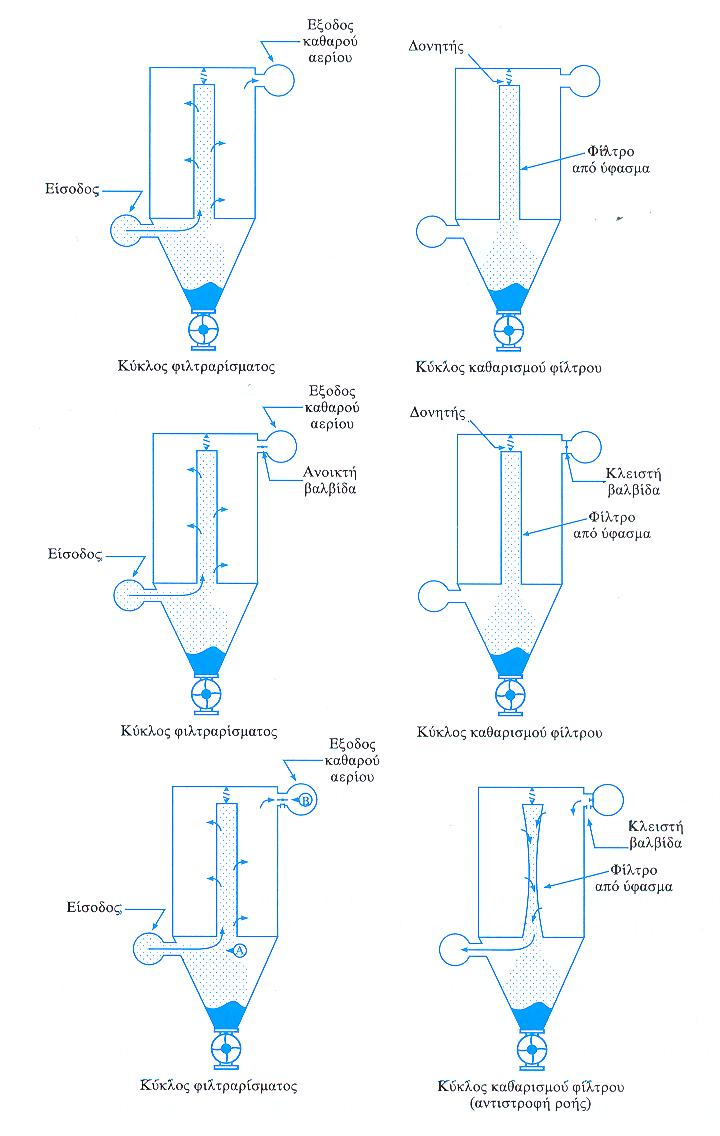 Εξοδος
καθαρού
αερίου
Είσοδος
Κύκλος φιλτραρίσματος
Δονητής
Φίλτρο
από ύφασμα
Κύκλος καθαρισμού φίλτρου
Εξοδος
καθαρού
αερίου
Ανοικτή
βαλβίδα
Είσοδος
Κύκλος φιλτραρίσματος
Δονητής
Κλειστή
βαλβίδα
Φίλτρο
από ύφασμα
Κύκλος καθαρισμού φίλτρου
Εξοδος
καθαρού
αερίου
B
Είσοδος
A
Κύκλος φιλτραρίσματος
Κλειστή
βαλβίδα
Φίλτρο
από ύφασμα
Κύκλος καθαρισμού φίλτρου
(αντιστροφή ροής)